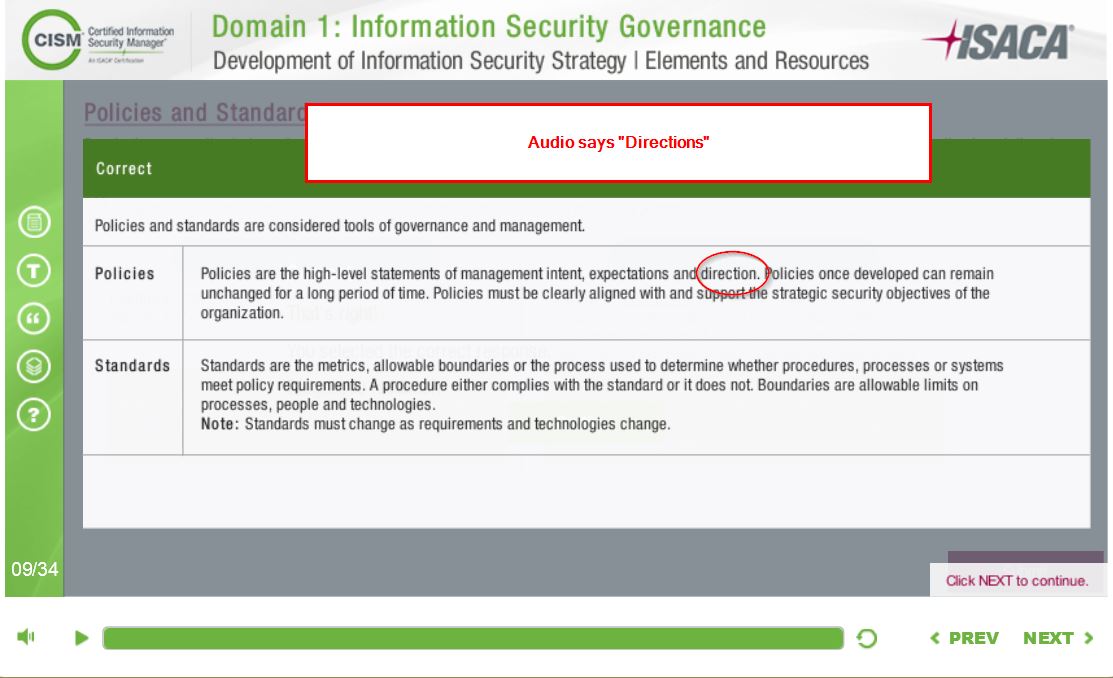 CISM
Certified Information
Security Manager®
An ISACA® Certification
Domain 1: Information Security Governance
Development of Information Security Strategy | Elements and Resources
ISACA®
Policies and Standard
Audio says "Directions"
Correct
Policies and standards are considered tools of governance and management.
Policies
Policies are the high-level statements of management intent, expectations and direction. Policies once developed can remain
unchanged for a long period of time. Policies must be clearly aligned with and support the strategic security objectives of the
organization.
That's right!
You selected the correct response.
Standards
Standards are the metrics, allowable boundaries or the process used to determine whether procedures, processes or systems
meet policy requirements. A procedure either complies with the standard or it does not. Boundaries are allowable limits on
processes, people and technologies.
Note: Standards must change as requirements and technologies change.
T
“
?
09/34
Click NEXT to continue.
< PREV NEXT >